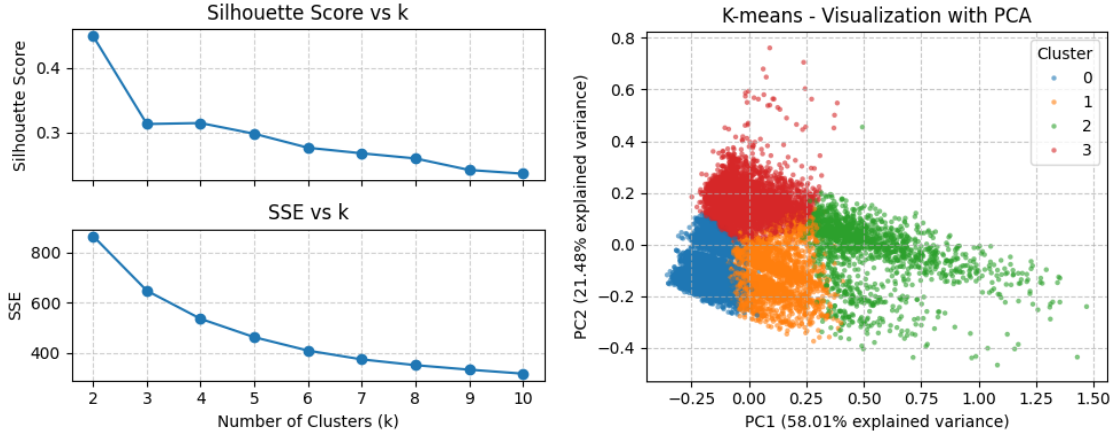 Silhouette Score vs k
Silhouette Score
0.4
0.3
SSE vs k
SSE
800
600
400
2 3 4 5 6 7 8 9 10
Number of Clusters (k)
K-means - Visualization with PCA
PC2 (21.48% explained variance)
0.8
0.6
0.4
0.2
0.0
−0.2
−0.4
Cluster
0
1
2
3
−0.25 0.00 0.25 0.50 0.75 1.00 1.25 1.50
PC1 (58.01% explained variance)